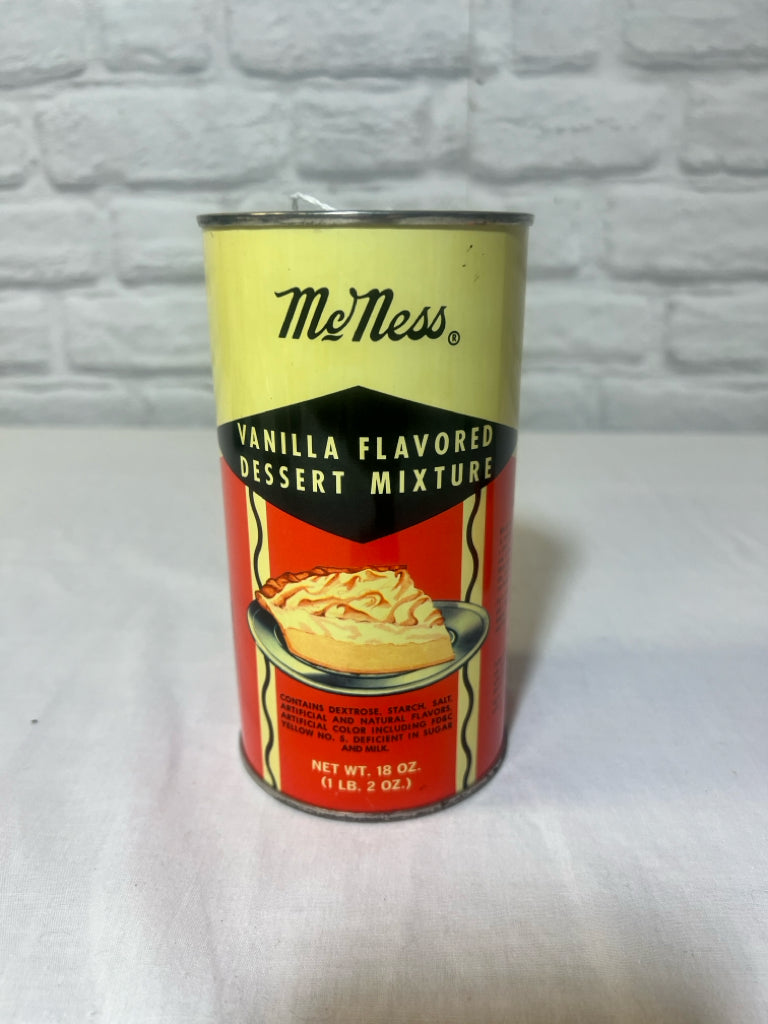 McNess®
VANILLA FLAVORED
DESSERT MIXTURE
CONTAINS DEXTROSE, STARCH, SALT,
ARTIFICIAL AND NATURAL FLAVORS,
ARTIFICIAL COLOR INCLUDING FD&C
YELLOW NO. 5. DEFICIENT IN SUGAR
AND MILK.
NET WT. 18 OZ.
(1 LB. 2 OZ.)